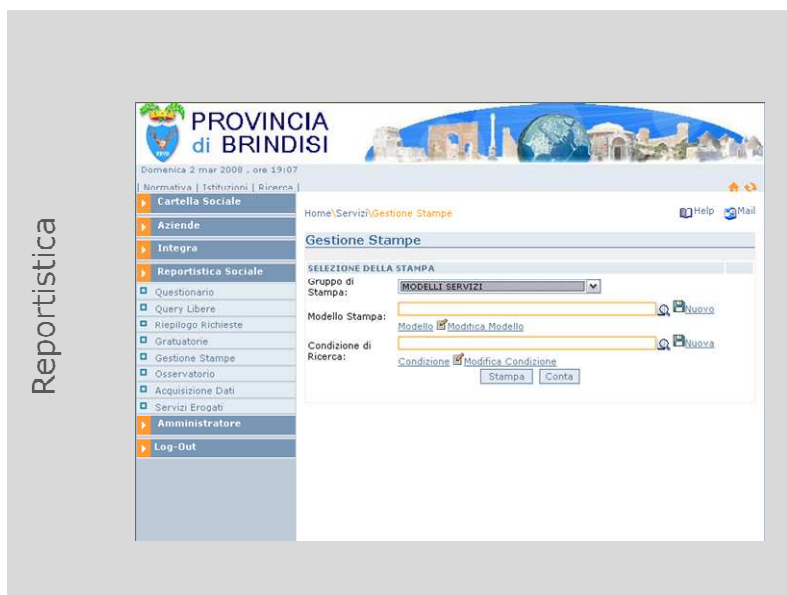 Reportistica
PROVINCIA
di BRINDISI
Domenica 2 mar 2008 , ore 19:07
| Normativa | Istituzioni | Ricerca |
Cartella Sociale
Aziende
Integra
Reportistica Sociale
Questionario
Query Libere
Riepilogo Richieste
Gratuatorie
Gestione Stampe
Osservatorio
Acquisizione Dati
Servizi Erogati
Amministratore
Log-Out
Home\Servizi\Gestione Stampe
Help Mail
Gestione Stampe
SELEZIONE DELLA STAMPA
Gruppo di Stampa: MODELLI SERVIZI
Modello Stampa: Nuovo
Modello Modifica Modello
Condizione di Ricerca: Nuova
Condizione Modifica Condizione
Stampa Conta